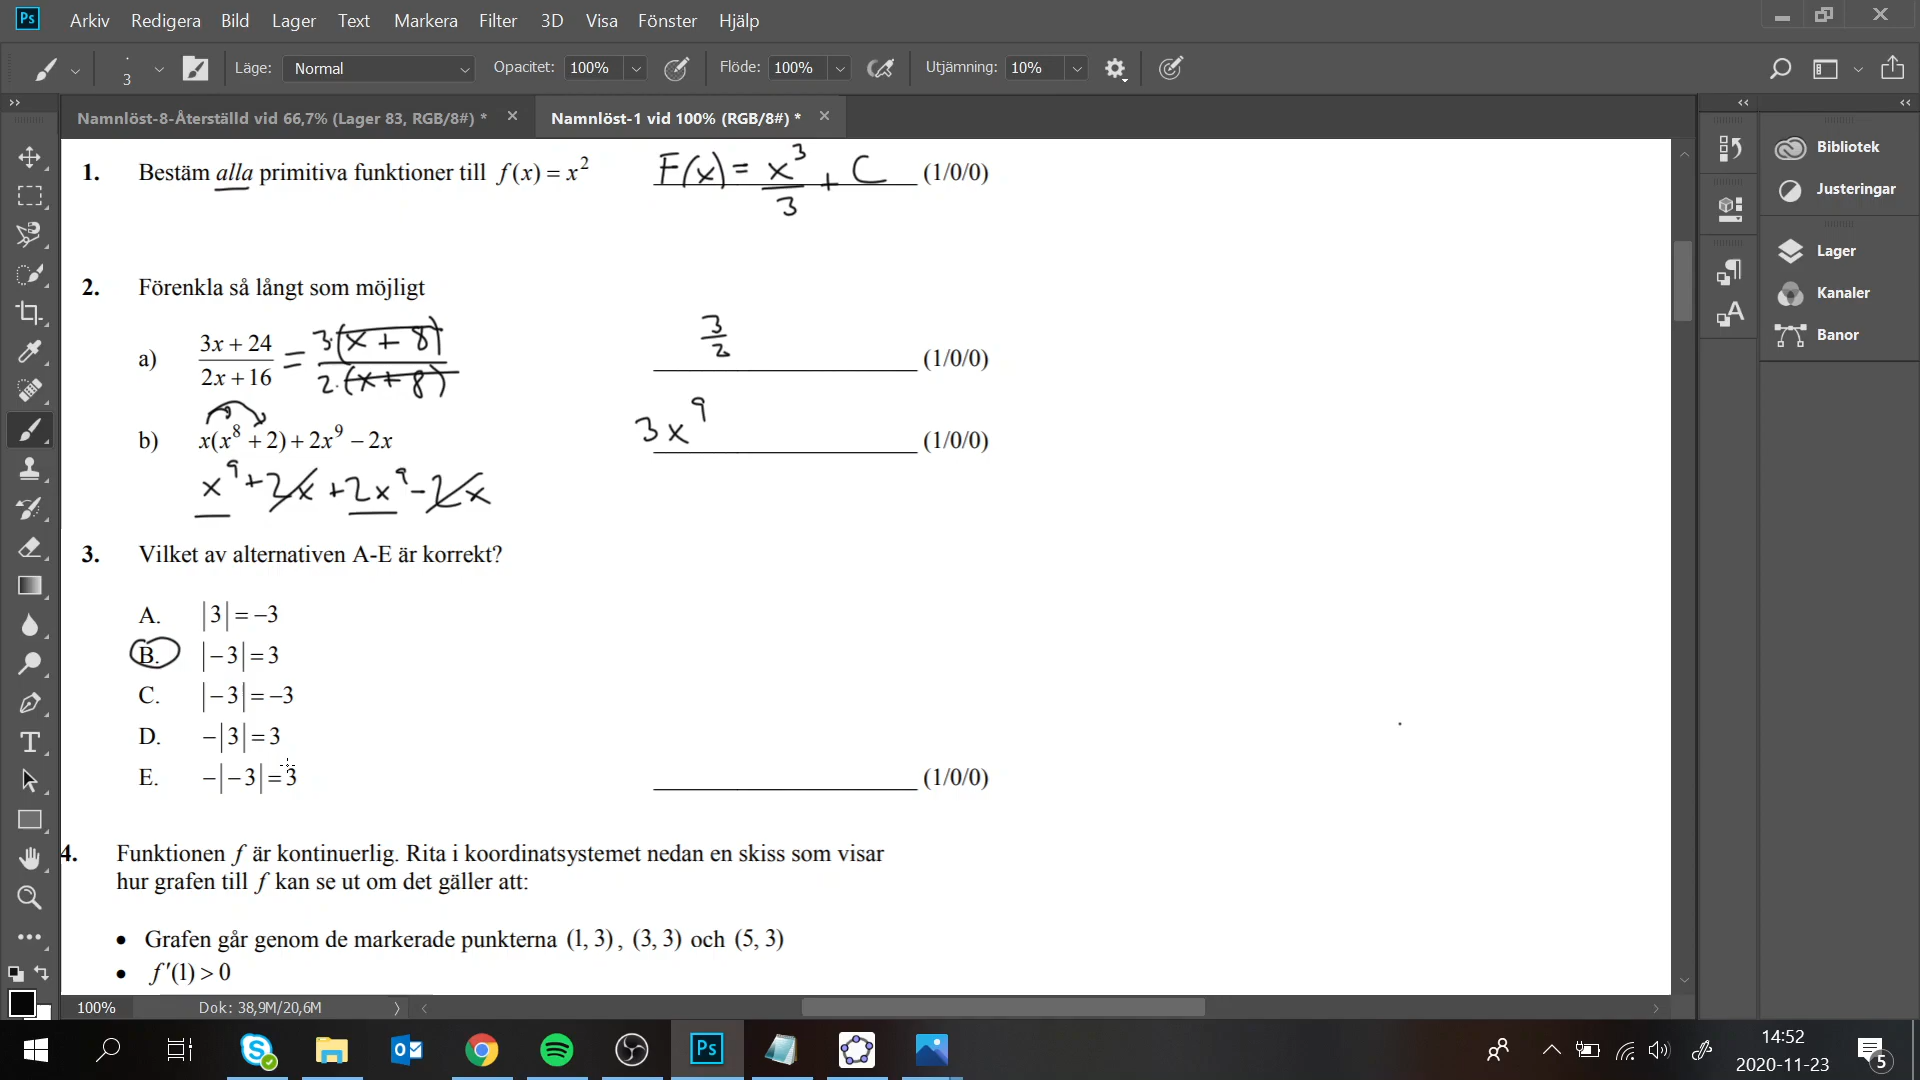 Ps Arkiv Redigera Bild Lager Text Markera Filter 3D Visa Fönster Hjälp
3 Läge: Normal Opacitet: 100% Flöde: 100% Utjämning: 10%
Namnlöst-8-Återställd vid 66,7% (Lager 83, RGB/8#) * Namnlöst-1 vid 100% (RGB/8#) *
1. Bestäm alla primitiva funktioner till f(x) = x² F(x) = x³/3 + C (1/0/0)
2. Förenkla så långt som möjligt
a) (3x + 24)/(2x + 16) = 3·(x + 8)/2·(x + 8) 3/2 (1/0/0)
b) x(x⁸ + 2) + 2x⁹ − 2x 3x⁹ (1/0/0)
x⁹ + 2x + 2x⁹ − 2x
3. Vilket av alternativen A-E är korrekt?
A. |3| = −3
B. |−3| = 3
C. |−3| = −3
D. −|3| = 3
E. −|−3| = 3 (1/0/0)
4. Funktionen f är kontinuerlig. Rita i koordinatsystemet nedan en skiss som visar
hur grafen till f kan se ut om det gäller att:
• Grafen går genom de markerade punkterna (1, 3), (3, 3) och (5, 3)
• f′(1) > 0
Bibliotek
Justeringar
Lager
Kanaler
Banor
100% Dok: 38,9M/20,6M
Ps
14:52
2020-11-23
5